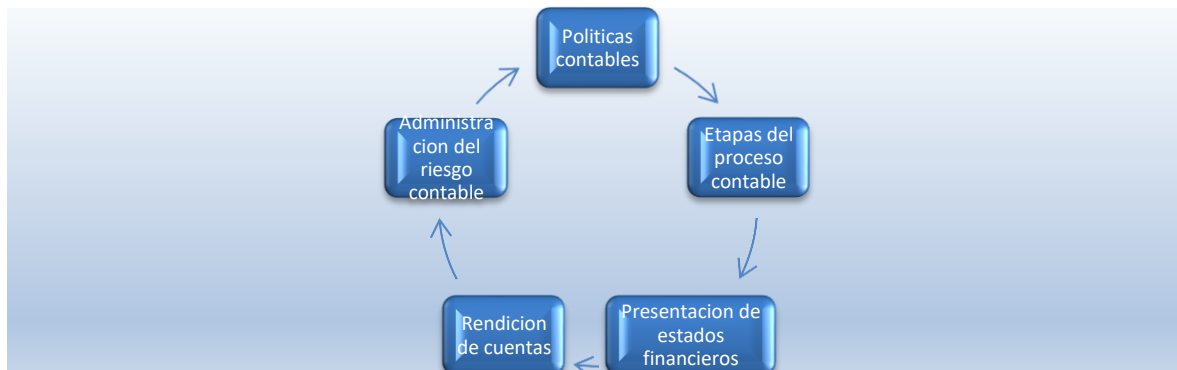 Politicas
contables
Etapas del
proceso
contable
Presentacion de
estados
financieros
Rendicion
de cuentas
Administra
cion del
riesgo
contable